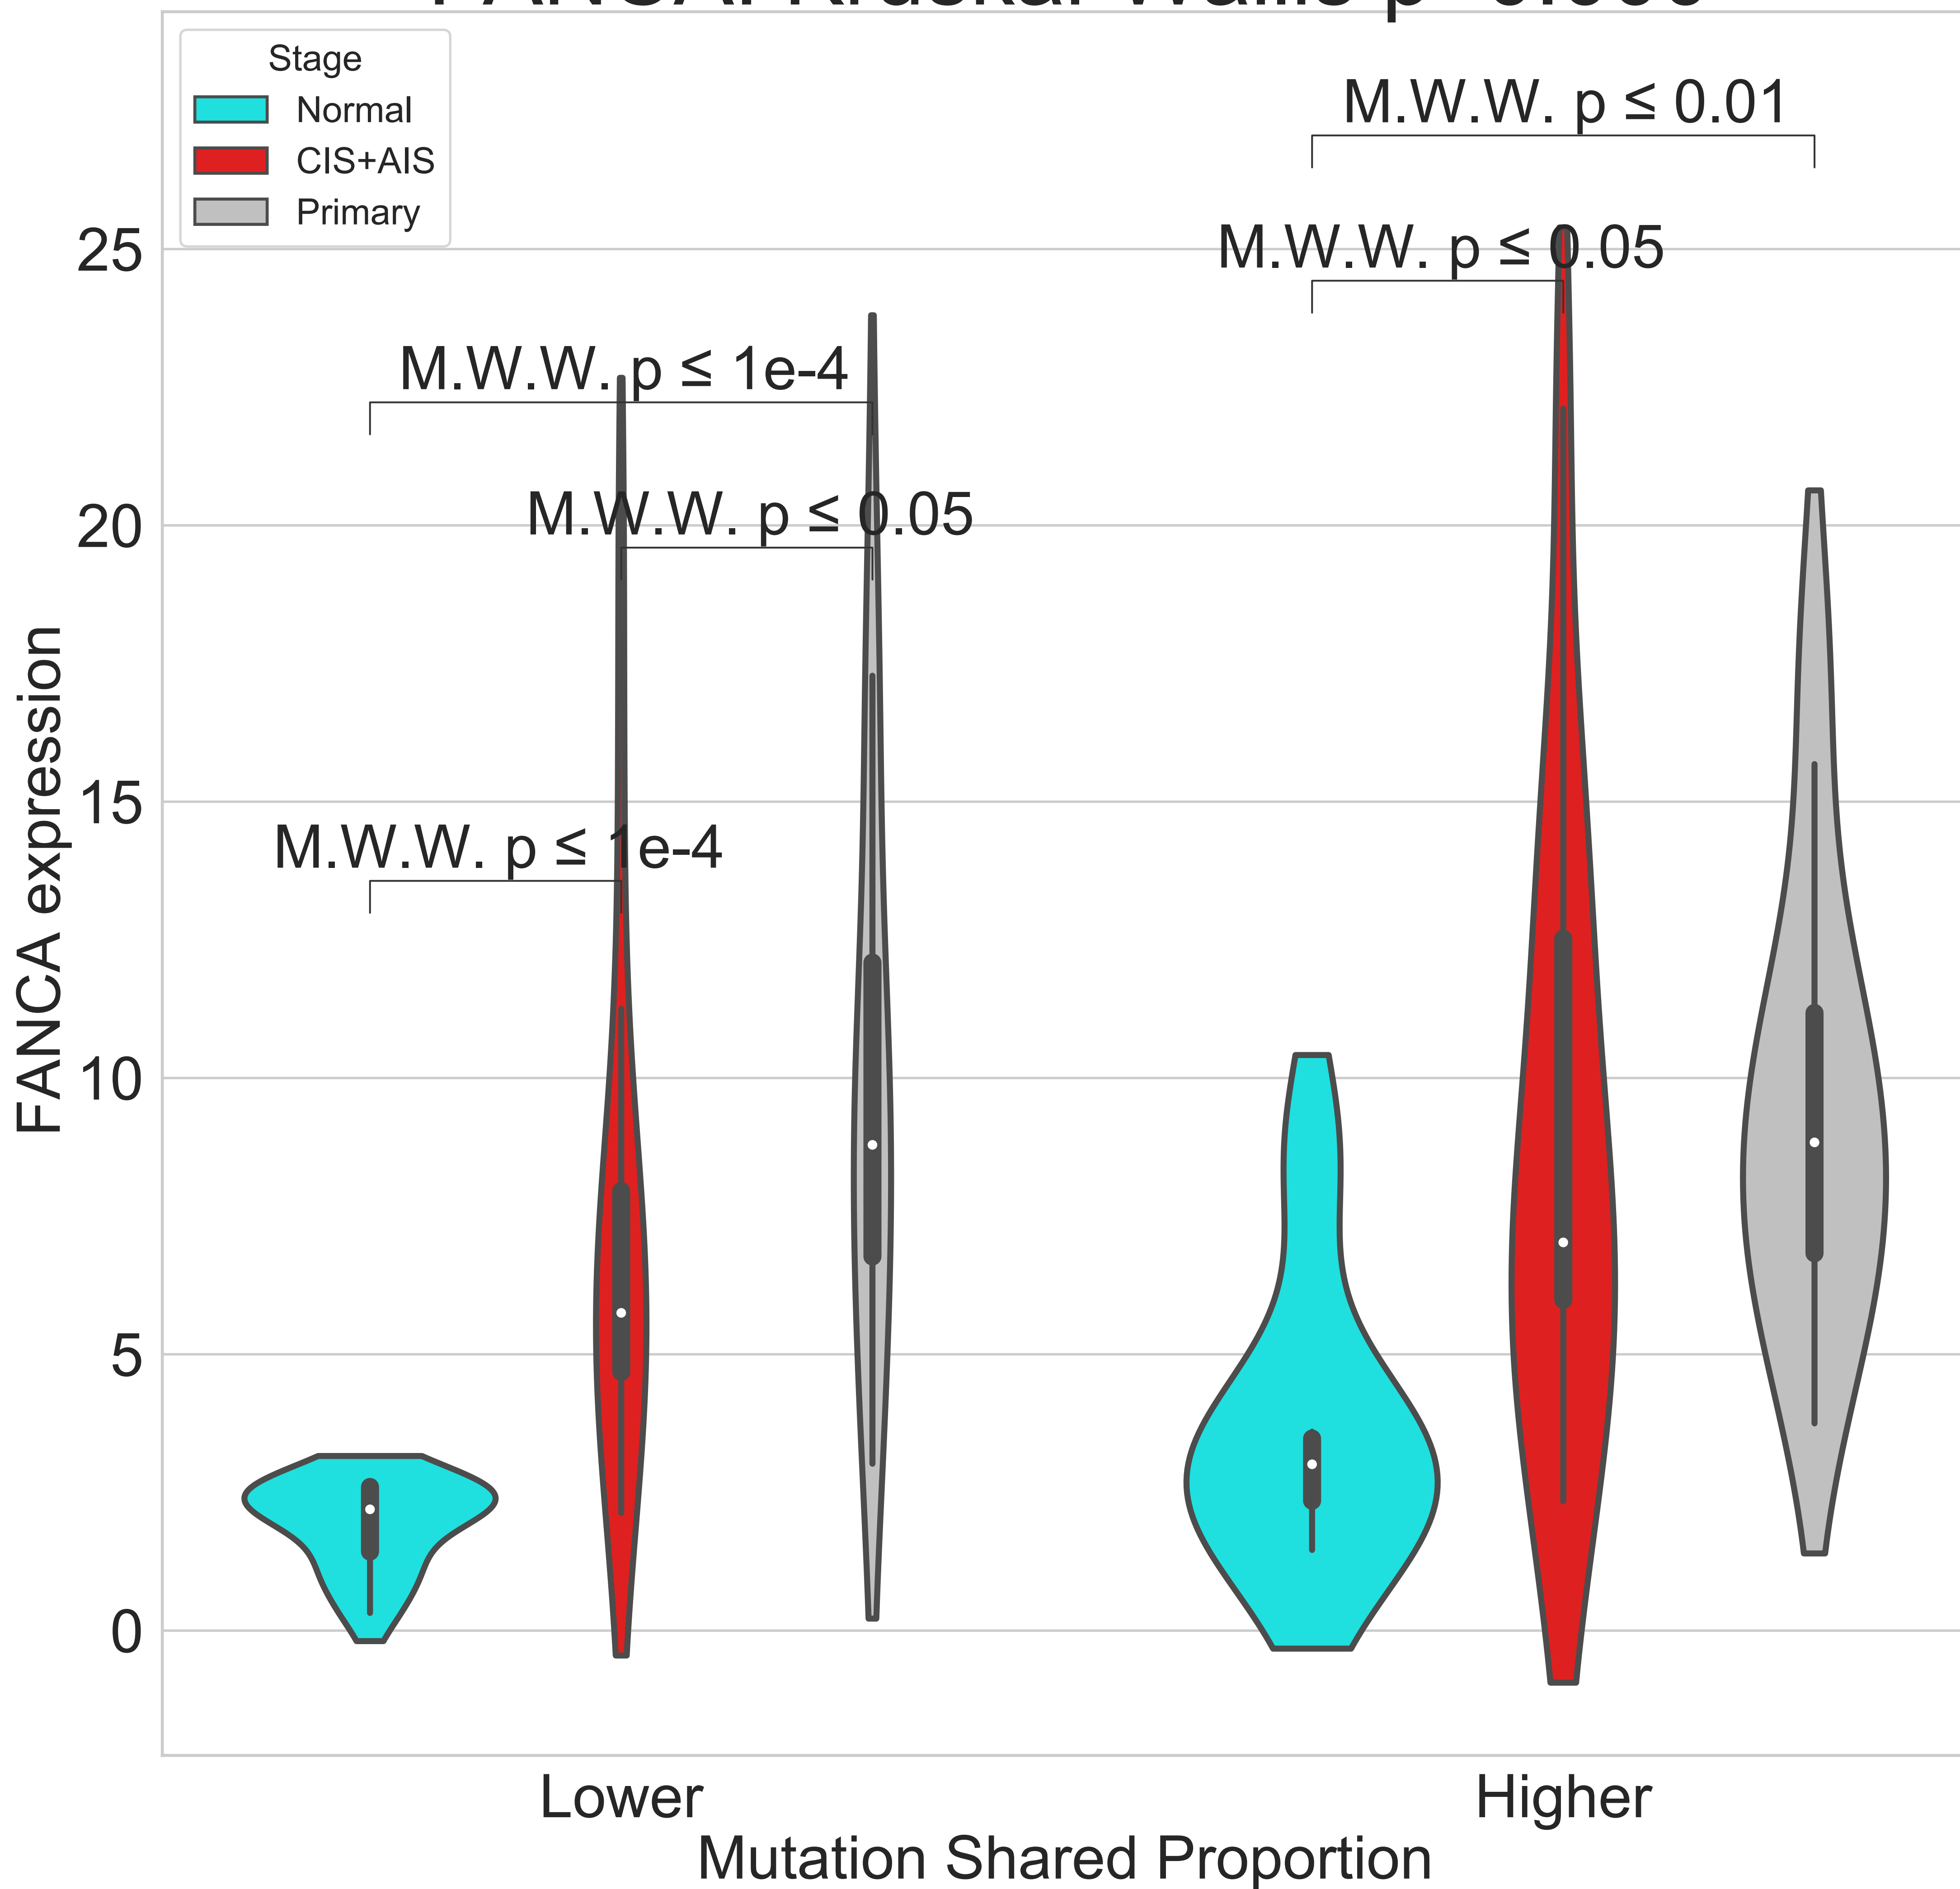 Stage
Normal
CIS+AIS
Primary
M.W.W. p ≤ 0.01
M.W.W. p ≤ 0.05
M.W.W. p ≤ 1e-4
M.W.W. p ≤ 0.05
M.W.W. p ≤ 1e-4
25
20
15
10
5
0
FANCA expression
Lower
Higher
Mutation Shared Proportion